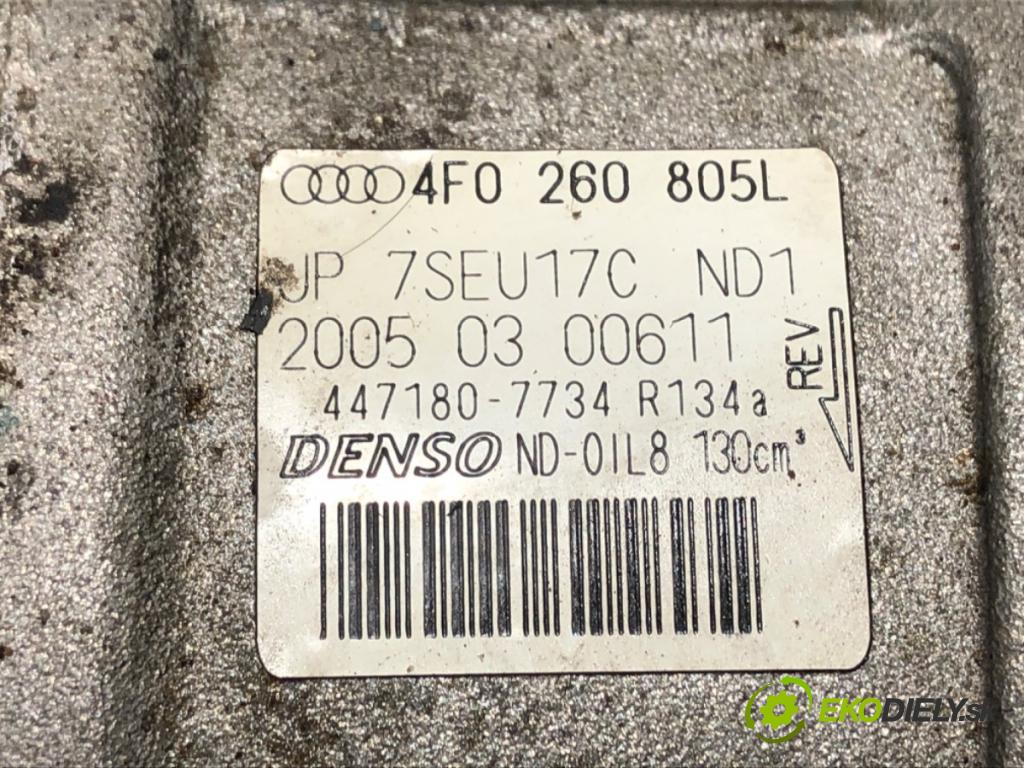 4F0 260 805L
JP 7SEU17C ND1
2005 03 00611
447180-7734 R134a
REV
DENSO ND-OIL8 130cm³
EKODIELY.sk